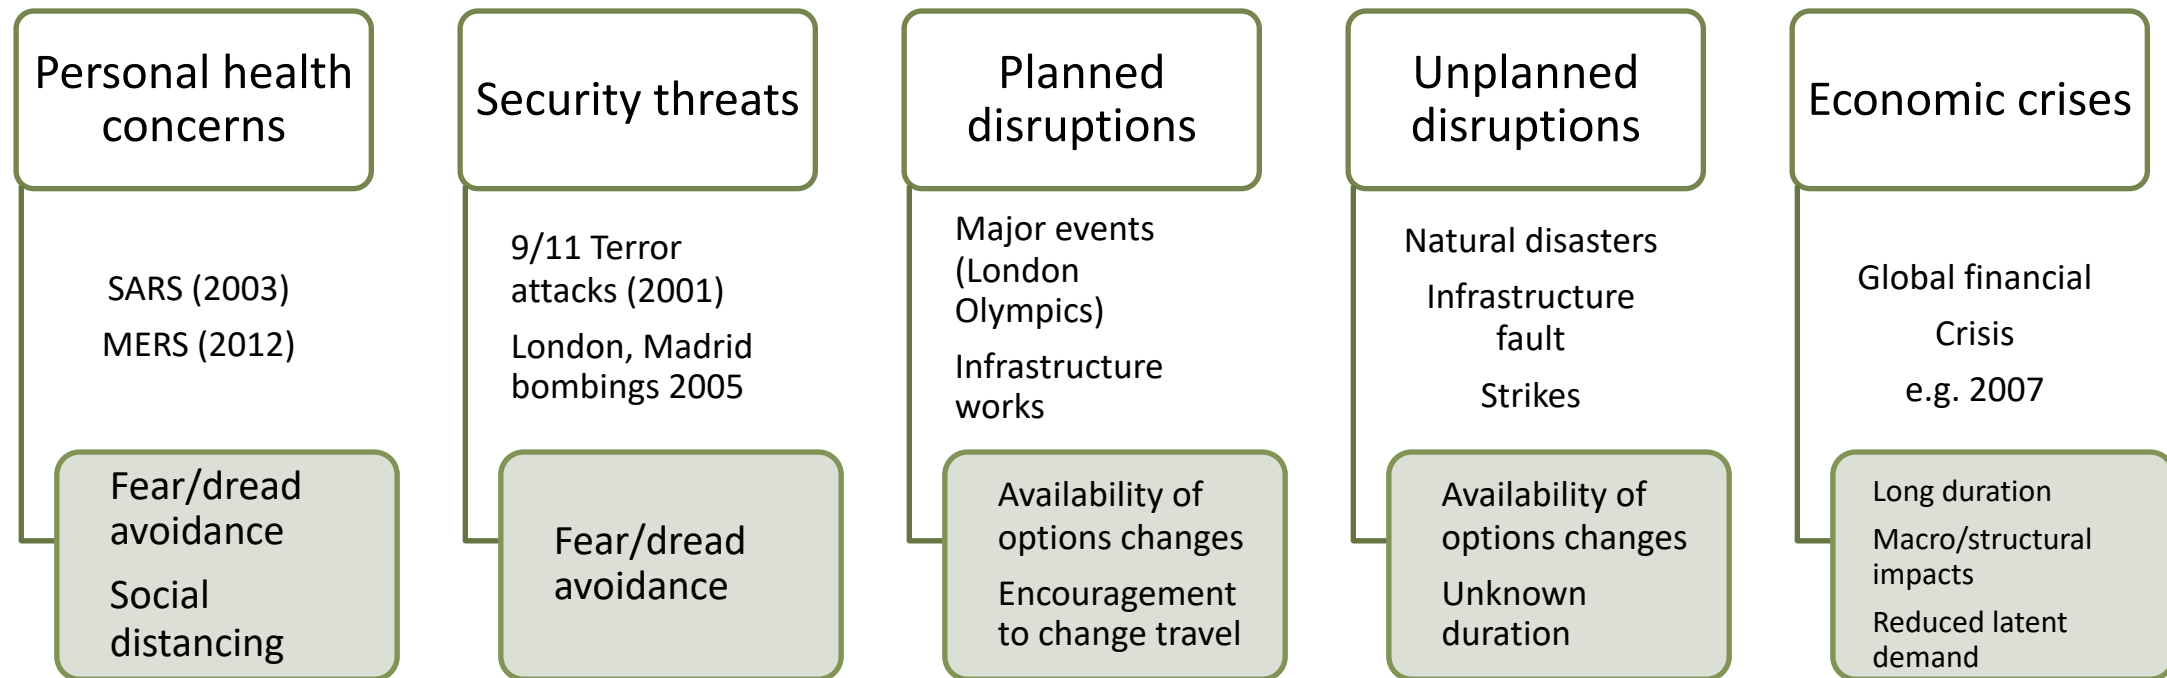 Personal health
concerns
SARS (2003)
MERS (2012)
Fear/dread
avoidance
Social
distancing
Security threats
9/11 Terror
attacks (2001)
London, Madrid
bombings 2005
Fear/dread
avoidance
Planned
disruptions
Major events
(London
Olympics)
Infrastructure
works
Availability of
options changes
Encouragement
to change travel
Unplanned
disruptions
Natural disasters
Infrastructure
fault
Strikes
Availability of
options changes
Unknown
duration
Economic crises
Global financial
Crisis
e.g. 2007
Long duration
Macro/structural
impacts
Reduced latent
demand